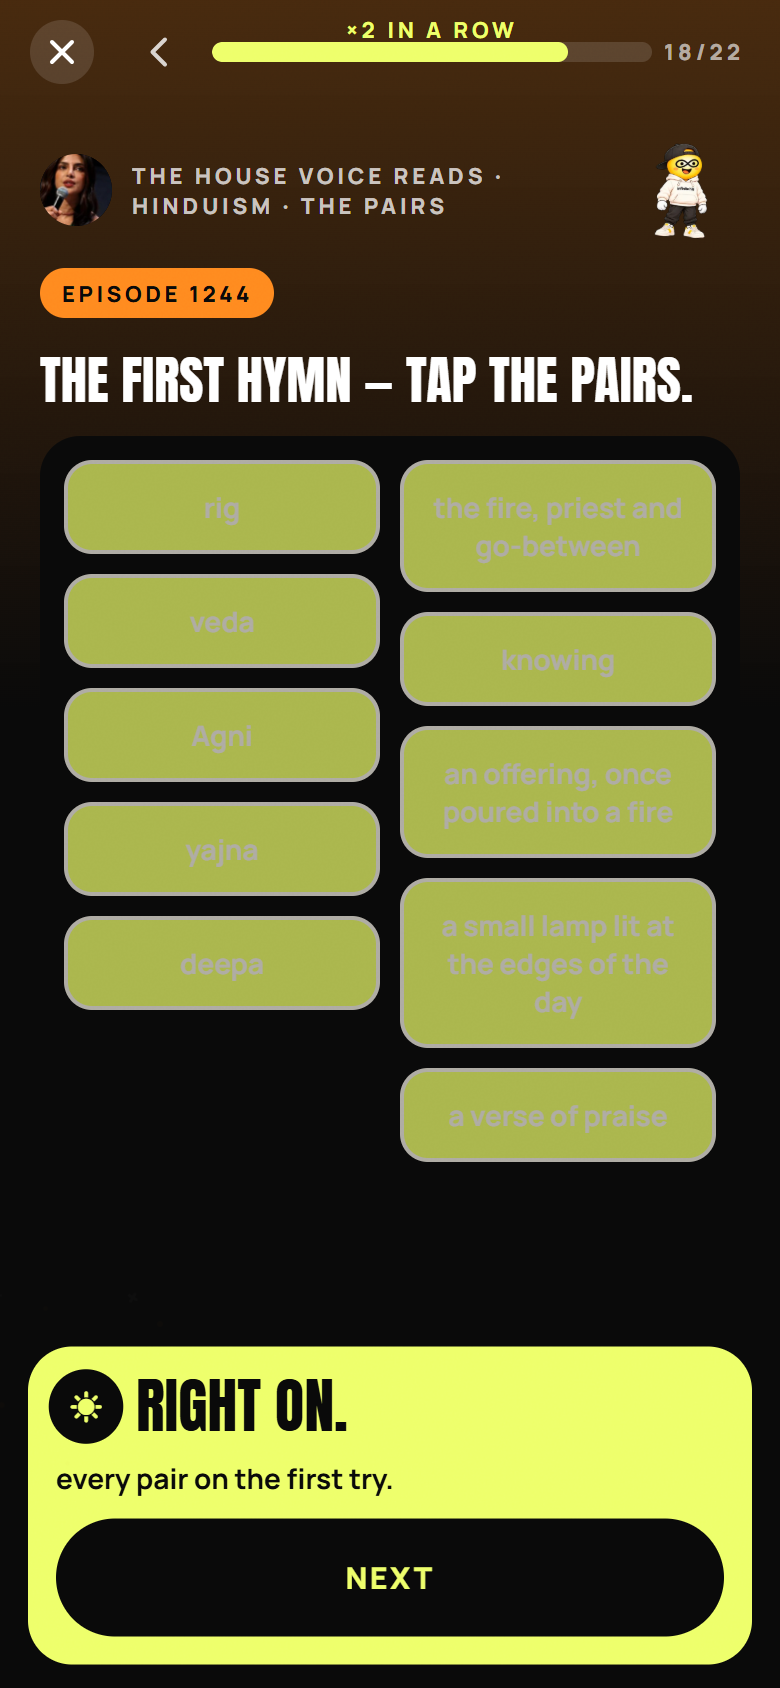 ×2 IN A ROW
18/22
THE HOUSE VOICE READS ·
HINDUISM · THE PAIRS
EPISODE 1244
THE FIRST HYMN – TAP THE PAIRS.
rig
veda
Agni
yajna
deepa
the fire, priest and
go-between
knowing
an offering, once
poured into a fire
a small lamp lit at
the edges of the
day
a verse of praise
RIGHT ON.
every pair on the first try.
NEXT